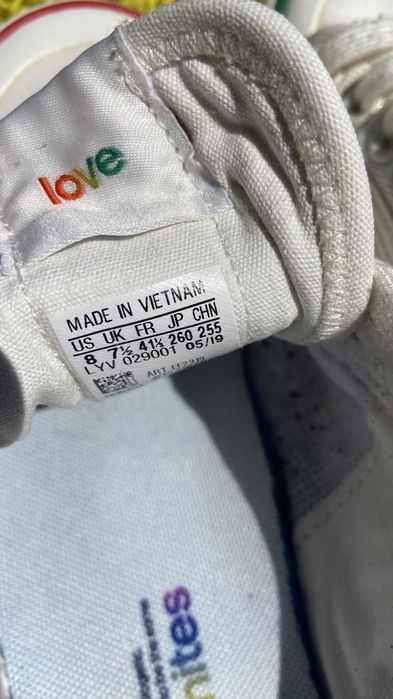 love
MADE IN VIETNAM
US UK FR JP CHN
8 7½ 41⅓ 260 255
LYV 029001 05/19
ART
nites